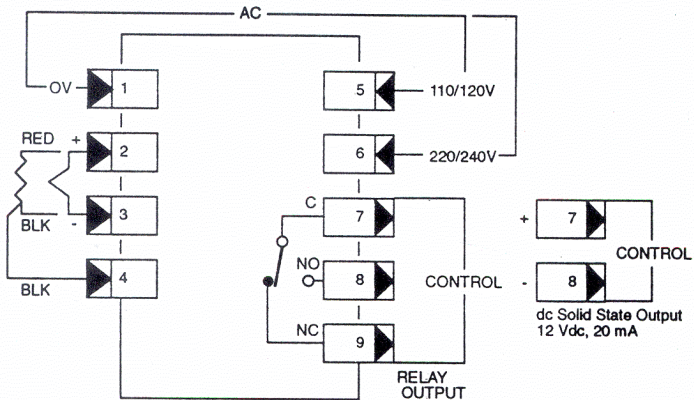 AC
OV
1
5
110/120V
RED
+
2
6
220/240V
3
-
BLK
C
7
+
7
CONTROL
4
BLK
NO
8
CONTROL
-
8
NC
9
dc Solid State Output
12 Vdc, 20 mA
RELAY
OUTPUT